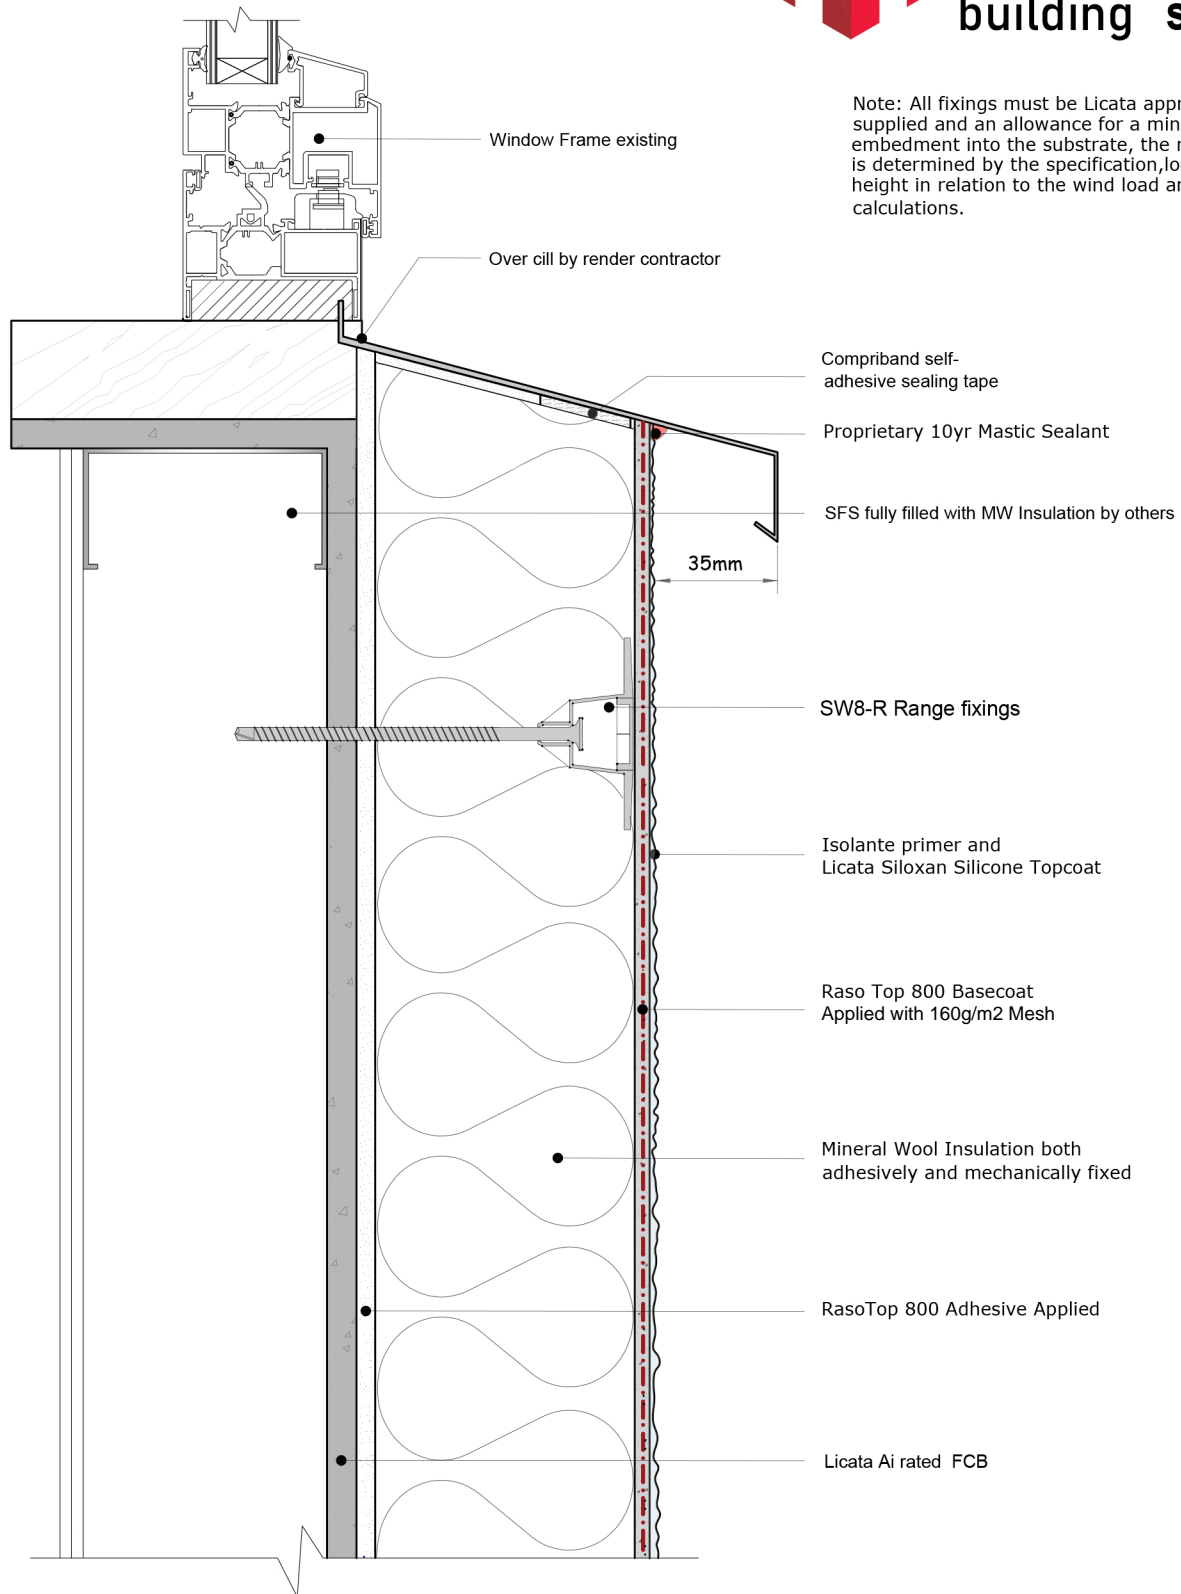 building
Note: All fixings must be Licata
supplied and an allowance for a
embedment into the substrate, the
is determined by the specification,
height in relation to the wind load
calculations.
Window Frame existing
Over cill by render contractor
Compriband self-
adhesive sealing tape
Proprietary 10yr Mastic Sealant
SFS fully filled with MW Insulation by others
35mm
SW8-R Range fixings
Isolante primer and
Licata Siloxan Silicone Topcoat
Raso Top 800 Basecoat
Applied with 160g/m2 Mesh
Mineral Wool Insulation both
adhesively and mechanically fixed
RasoTop 800 Adhesive Applied
Licata Ai rated FCB